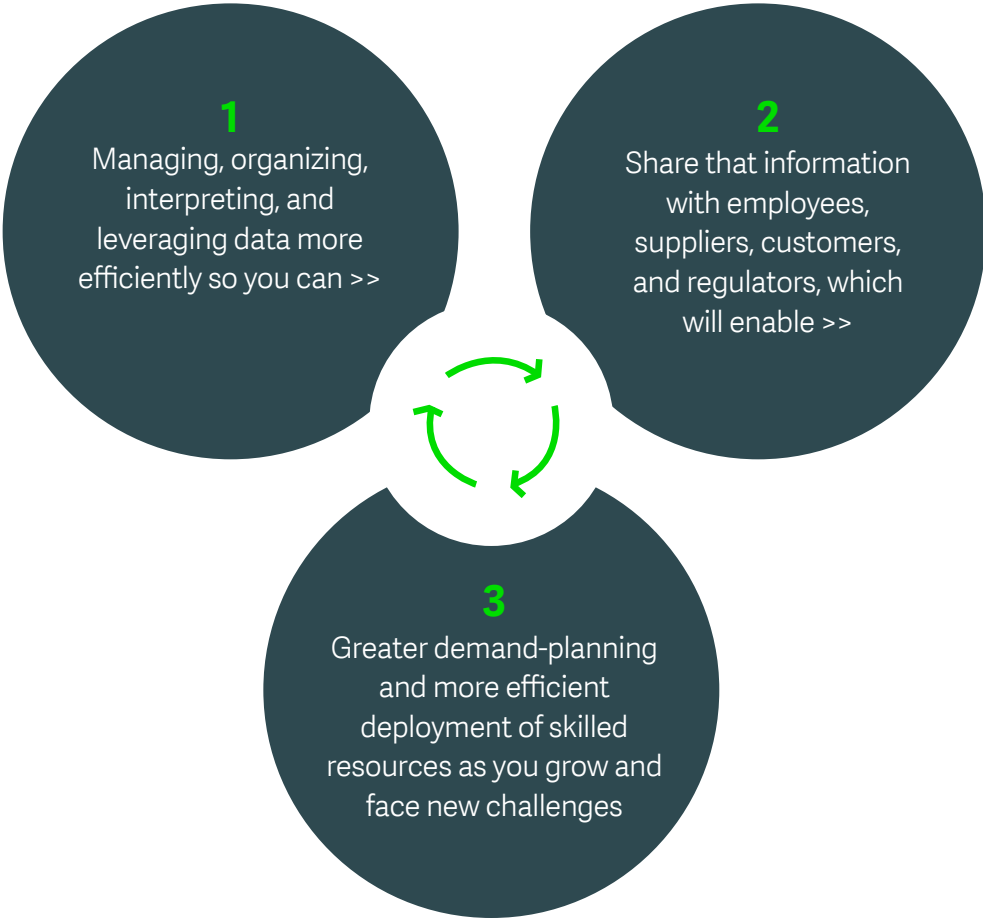 1
Managing, organizing,
interpreting, and
leveraging data more
efficiently so you can >>
2
Share that information
with employees,
suppliers, customers,
and regulators, which
will enable >>
3
Greater demand-planning
and more efficient
deployment of skilled
resources as you grow and
face new challenges